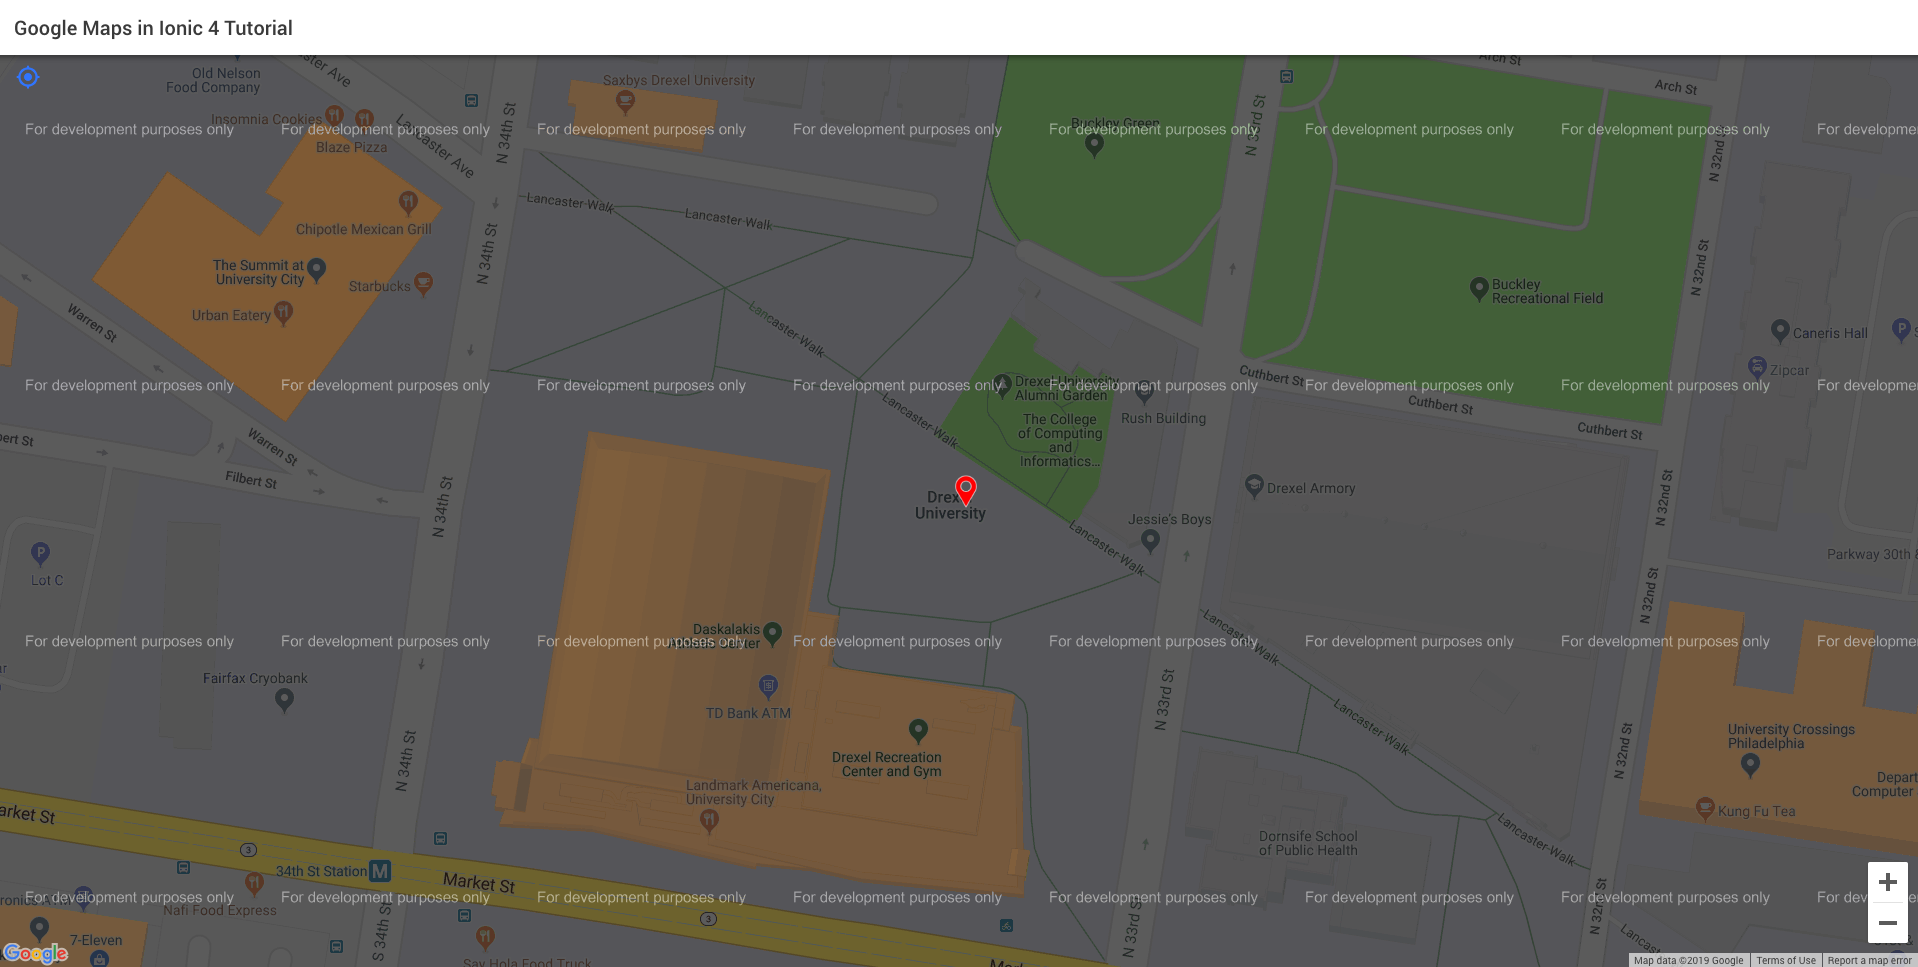 Google Maps in Ionic 4 Tutorial
Old Nelson
Food Company
Lancaster Ave
Saxbys Drexel University
Arch St
Arch St
Insomnia Cookies
Blaze Pizza
Lancaster Ave
N 34th St
Buckley Green
N 33rd St
N 32nd St
For development purposes only
For development purposes only
For development purposes only
For development purposes only
For development purposes only
For development purposes only
For development purposes only
For developmen
Lancaster Walk
Lancaster Walk
Chipotle Mexican Grill
N 34th St
The Summit at
University City
Starbucks
Urban Eatery
Warren St
Lancaster Walk
Buckley
Recreational Field
N 32nd St
Caneris Hall
Zipcar
P
For development purposes only
For development purposes only
For development purposes only
For development purposes only
For development purposes only
For development purposes only
For development purposes only
For developmen
Cuthbert St
Cuthbert St
Cuthbert St
Drexel University
Alumni Garden
The College
of Computing
and
Informatics...
Rush Building
Lancaster Walk
bert St
Warren St
Filbert St
N 34th St
Drexel
University
Drexel Armory
N 32nd St
Jessie's Boys
Lancaster Walk
P
Lot C
Parkway 30th &
N 32nd St
Daskalakis
For development purposes only
For development purposes only
For development purposes only
For development purposes only
For development purposes only
For development purposes only
For development purposes only
For developmen
Lancaster Walk
Fairfax Cryobank
TD Bank ATM
N 33rd St
Lancaster Walk
N 34th St
Drexel Recreation
Center and Gym
N 32nd St
University Crossings
Philadelphia
Landmark Americana,
University City
Depart
Computer
Kung Fu Tea
Market St
3
Dornsife School
of Public Health
Lancaster Walk
34th St Station
M
Market St
For development purposes only
For development purposes only
For development purposes only
For development purposes only
For development purposes only
For development purposes only
For development purposes only
For dev
Nafi Food Express
3
S 34th St
N 33rd St
N 32nd St
7-Eleven
Say Hola Food Truck
Google
+
−
Map data ©2019 Google
Terms of Use
Report a map error